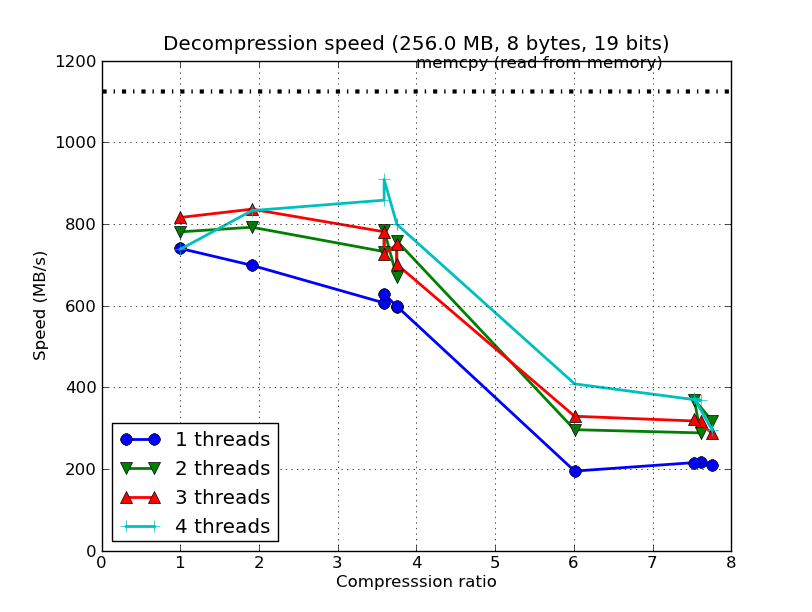 Decompression speed (256.0 MB, 8 bytes, 19 bits)
memcpy (read from memory)
1200
1000
800
600
400
200
0
Speed (MB/s)
1 threads
2 threads
3 threads
4 threads
0 1 2 3 4 5 6 7 8
Compresssion ratio